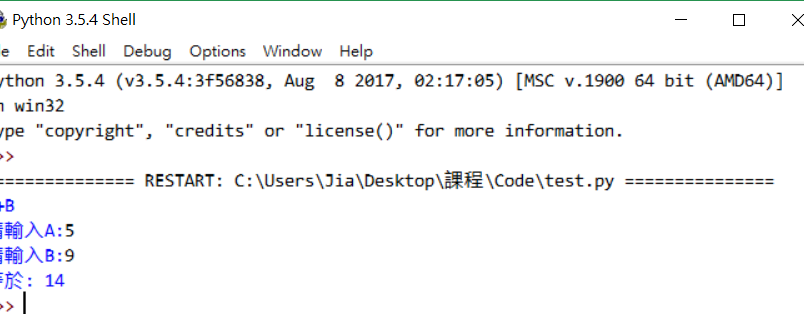 Python 3.5.4 Shell
Edit Shell Debug Options Window Help
ython 3.5.4 (v3.5.4:3f56838, Aug  8 2017, 02:17:05) [MSC v.1900 64 bit (AMD64)]
win32
ype "copyright", "credits" or "license()" for more information.
>>
============== RESTART: C:\Users\Jia\Desktop\課程\Code\test.py ===============
+B
輸入A:5
輸入B:9
於: 14
>>